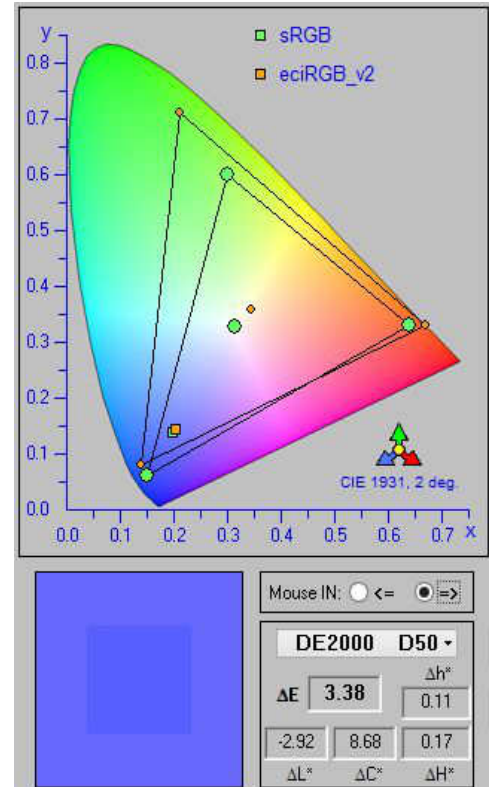 y
sRGB
eciRGB_v2
0.8
0.7
0.6
0.5
0.4
0.3
0.2
0.1
0.0
CIE 1931, 2 deg.
0.0 0.1 0.2 0.3 0.4 0.5 0.6 0.7 x
Mouse IN: <= =>
DE2000 D50
Δh*
ΔE 3.38 0.11
-2.92 8.68 0.17
ΔL* ΔC* ΔH*